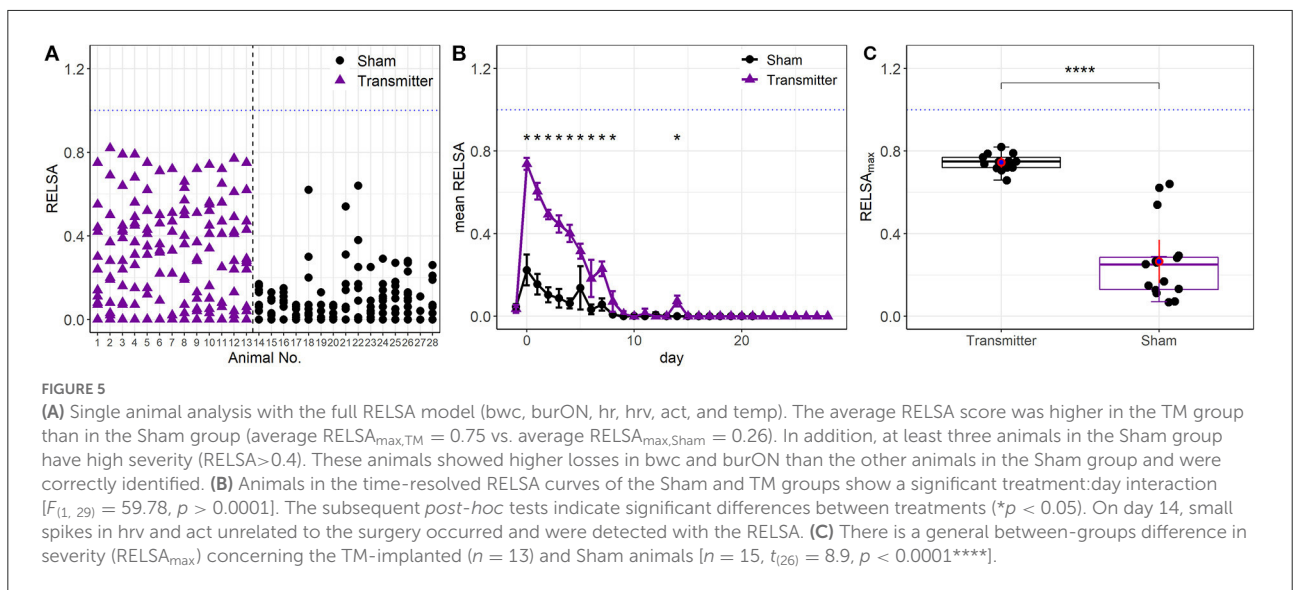 A
Sham
Transmitter
RELSA
1.2
0.8
0.4
0.0
1 2 3 4 5 6 7 8 9 10 11 12 13 14 15 16 17 18 19 20 21 22 23 24 25 26 27 28
Animal No.
B
Sham
Transmitter
mean RELSA
1.2
0.8
0.4
0.0
* * * * * * * * * *
0 10 20
day
C
****
RELSAmax
1.2
0.8
0.4
0.0
Transmitter Sham
FIGURE 5
(A) Single animal analysis with the full RELSA model (bwc, burON, hr, hrv, act, and temp). The average RELSA score was higher in the TM group
than in the Sham group (average RELSAmax,TM = 0.75 vs. average RELSAmax,Sham = 0.26). In addition, at least three animals in the Sham group
have high severity (RELSA>0.4). These animals showed higher losses in bwc and burON than the other animals in the Sham group and were
correctly identified. (B) Animals in the time-resolved RELSA curves of the Sham and TM groups show a significant treatment:day interaction
[F(1, 29) = 59.78, p > 0.0001]. The subsequent post-hoc tests indicate significant differences between treatments (*p < 0.05). On day 14, small
spikes in hrv and act unrelated to the surgery occurred and were detected with the RELSA. (C) There is a general between-groups difference in
severity (RELSAmax) concerning the TM-implanted (n = 13) and Sham animals [n = 15, t(26) = 8.9, p < 0.0001****].